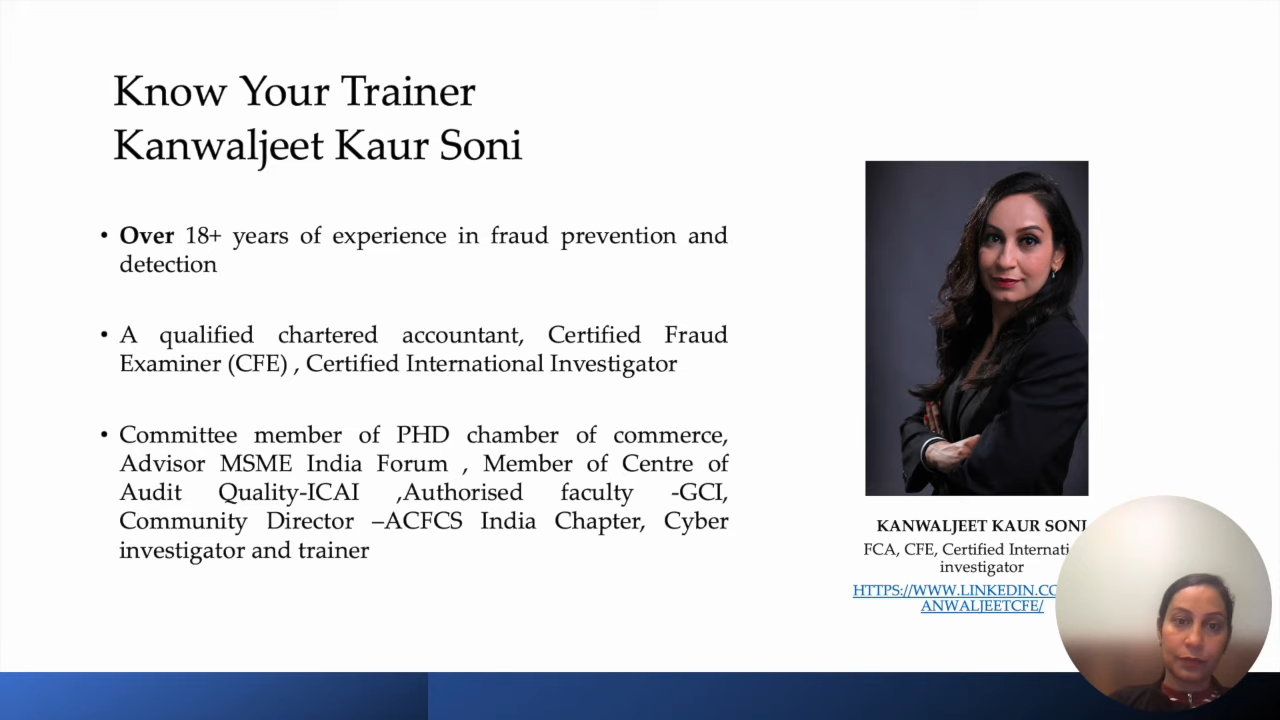 Know Your Trainer
Kanwaljeet Kaur Soni
• Over 18+ years of experience in fraud prevention and
detection
• A qualified chartered accountant, Certified Fraud
Examiner (CFE) , Certified International Investigator
• Committee member of PHD chamber of commerce,
Advisor MSME India Forum , Member of Centre of
Audit Quality-ICAI ,Authorised faculty -GCI,
Community Director –ACFCS India Chapter, Cyber
investigator and trainer
KANWALJEET KAUR SONI
FCA, CFE, Certified
investigator
HTTPS://WWW.LINKEDIN.CO
ANWALJEETCFE/